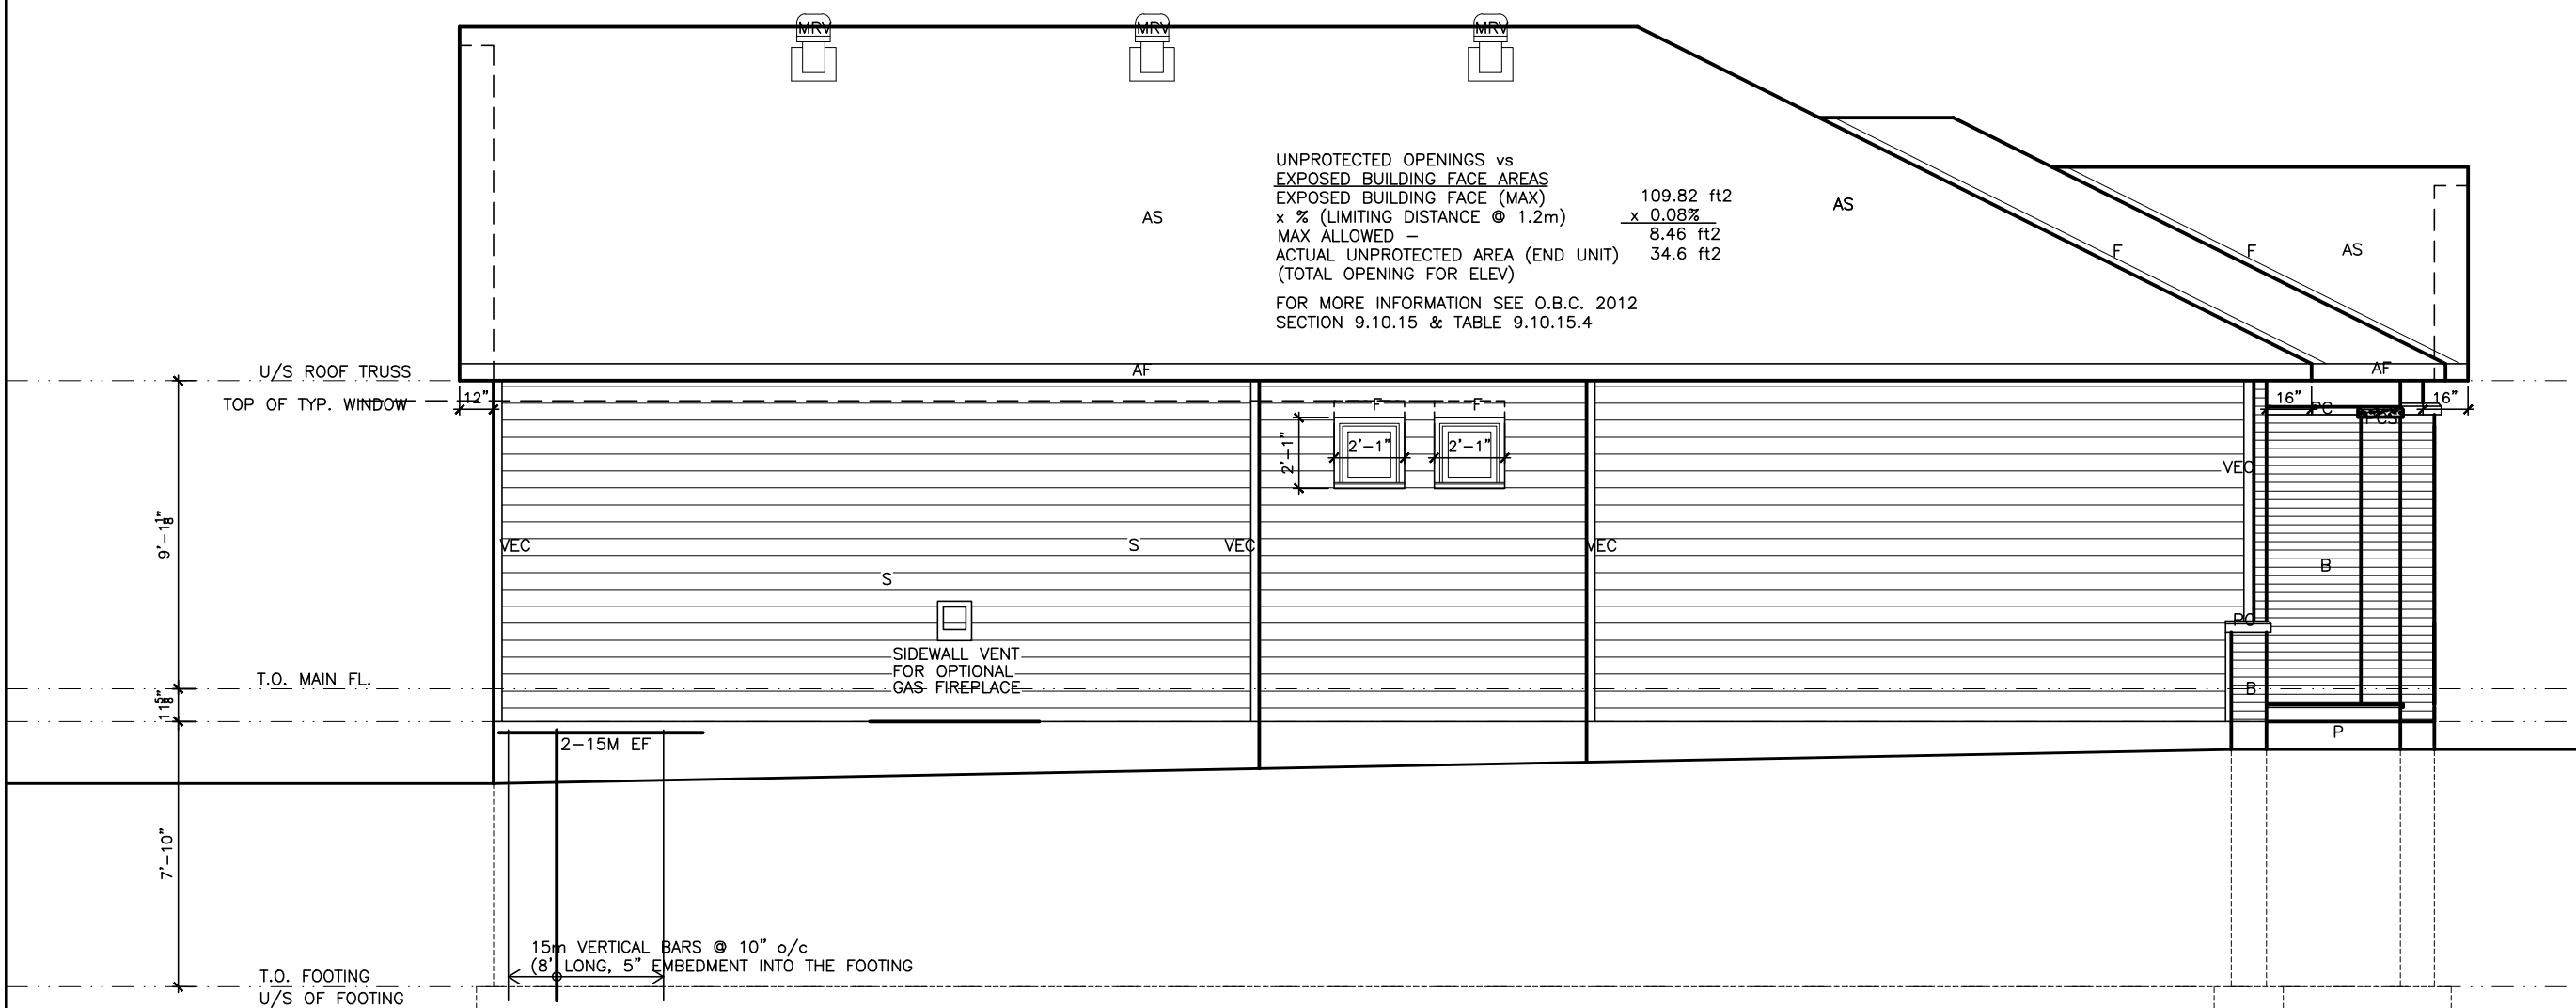 MRV MRV MRV
UNPROTECTED OPENINGS vs
EXPOSED BUILDING FACE AREAS
EXPOSED BUILDING FACE (MAX) 109.82 ft2
x % (LIMITING DISTANCE @ 1.2m) x 0.08%
MAX ALLOWED – 8.46 ft2
ACTUAL UNPROTECTED AREA (END UNIT) 34.6 ft2
(TOTAL OPENING FOR ELEV)
FOR MORE INFORMATION SEE O.B.C. 2012
SECTION 9.10.15 & TABLE 9.10.15.4
AS
AS
F
F
AS
U/S ROOF TRUSS
AF
AF
TOP OF TYP. WINDOW
12"
F
F
16"
PC
16"
PCS
2'-1"
2'-1"
2'-1"
VEC
9'-1 1/8"
VEC
S
VEC
VEC
B
S
PC
SIDEWALL VENT
FOR OPTIONAL
GAS FIREPLACE
T.O. MAIN FL.
B
11 5/8"
P
2-15M EF
7'-10"
15m VERTICAL BARS @ 10" o/c
(8' LONG, 5" EMBEDMENT INTO THE FOOTING
T.O. FOOTING
U/S OF FOOTING